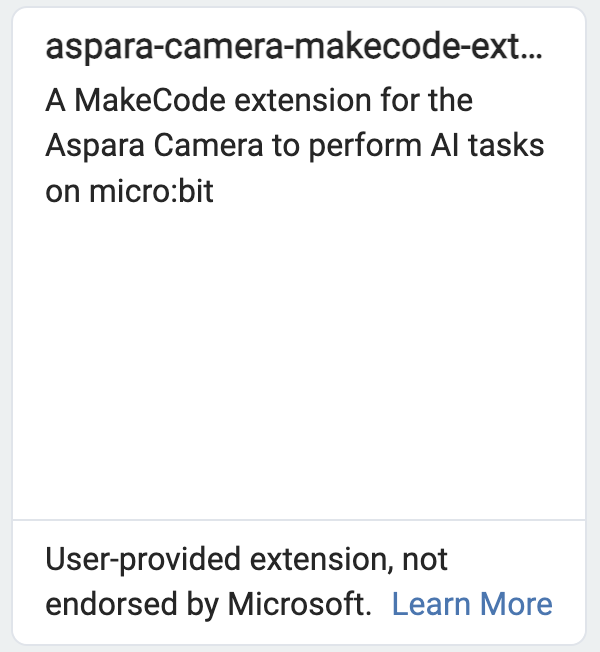 aspara-camera-makecode-ext...
A MakeCode extension for the
Aspara Camera to perform AI tasks
on micro:bit
User-provided extension, not
endorsed by Microsoft. Learn More